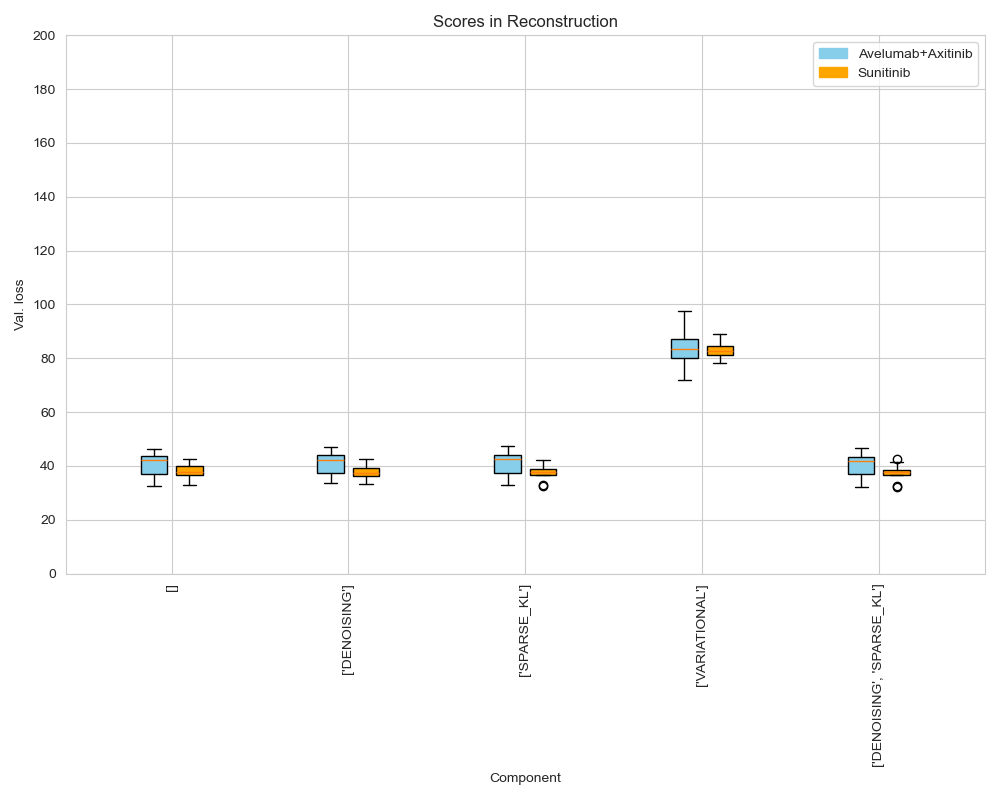 Scores in Reconstruction
Avelumab+Axitinib
Sunitinib
200
180
160
140
120
100
80
60
40
20
0
Val. loss
[]
['DENOISING']
['SPARSE_KL']
['VARIATIONAL']
['DENOISING', 'SPARSE_KL']
Component